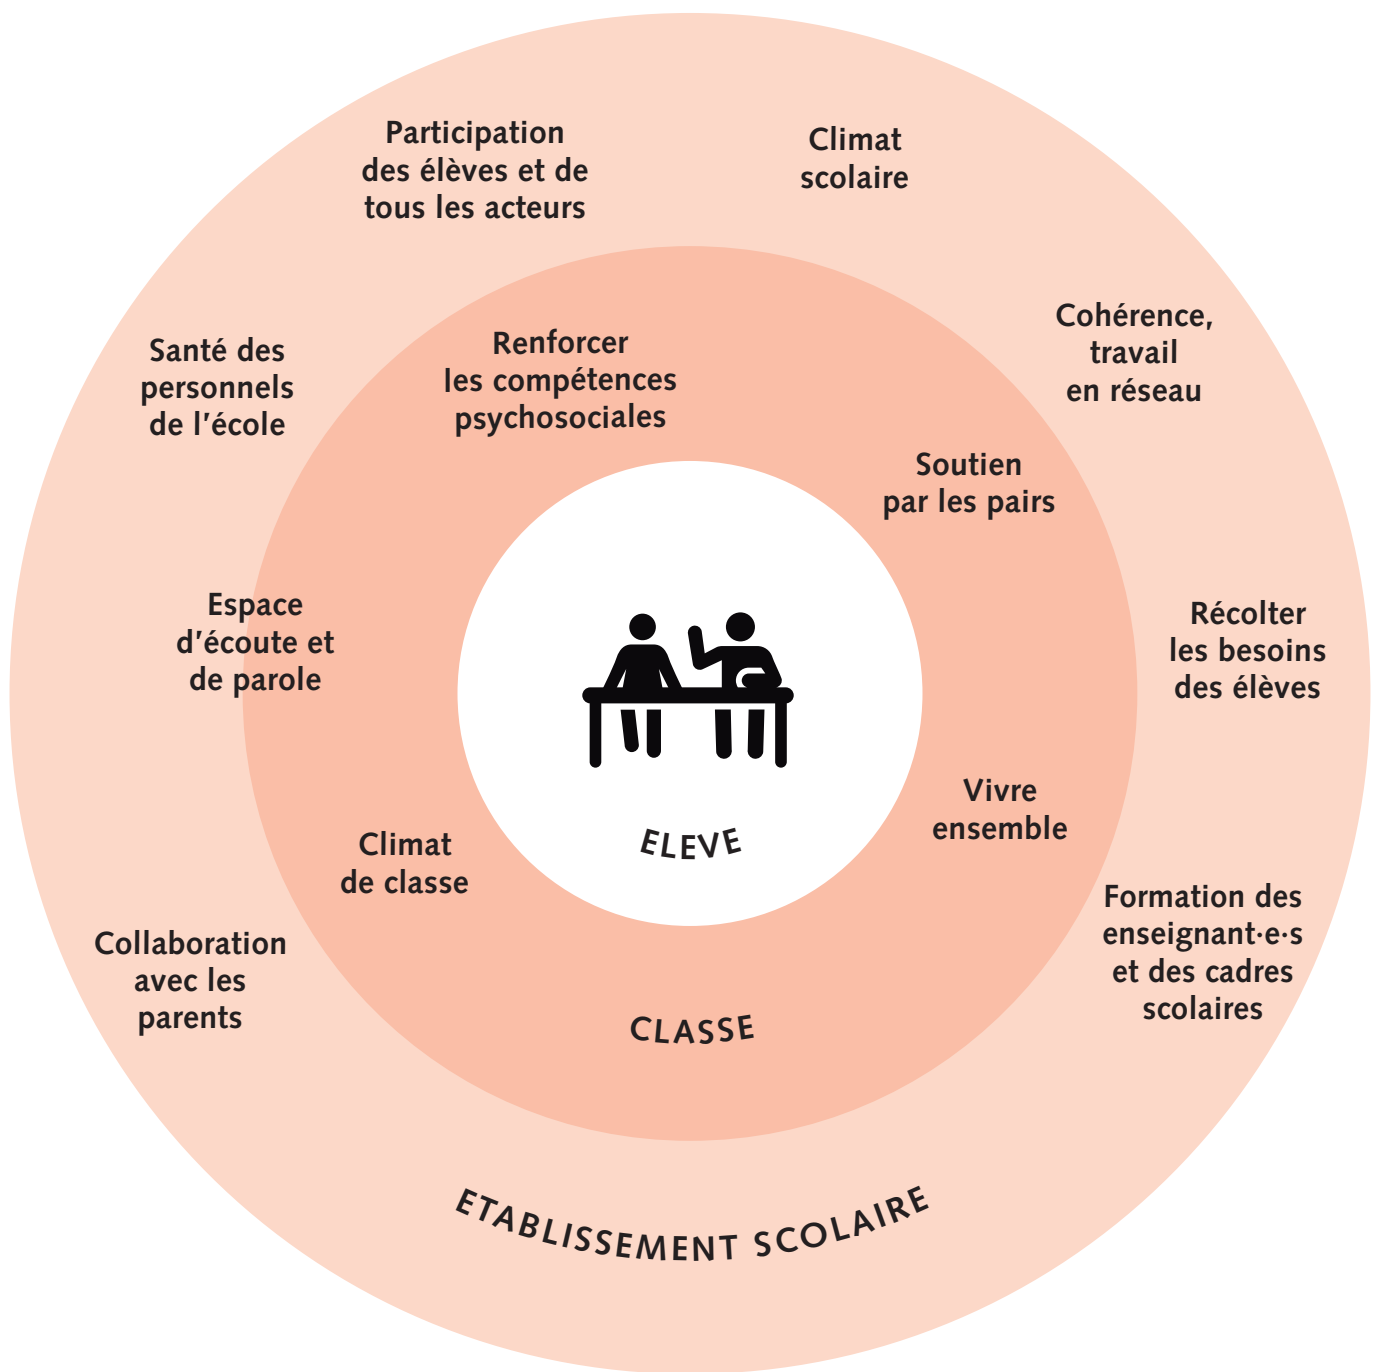 Participation
des élèves et de
tous les acteurs
Climat
scolaire
Cohérence,
travail
en réseau
Santé des
personnels
de l'école
Renforcer
les compétences
psychosociales
Soutien
par les pairs
Espace
d'écoute et
de parole
Récolter
les besoins
des élèves
Vivre
ensemble
Climat
de classe
ELEVE
Formation des
enseignant·e·s
et des cadres
scolaires
Collaboration
avec les
parents
CLASSE
ETABLISSEMENT SCOLAIRE